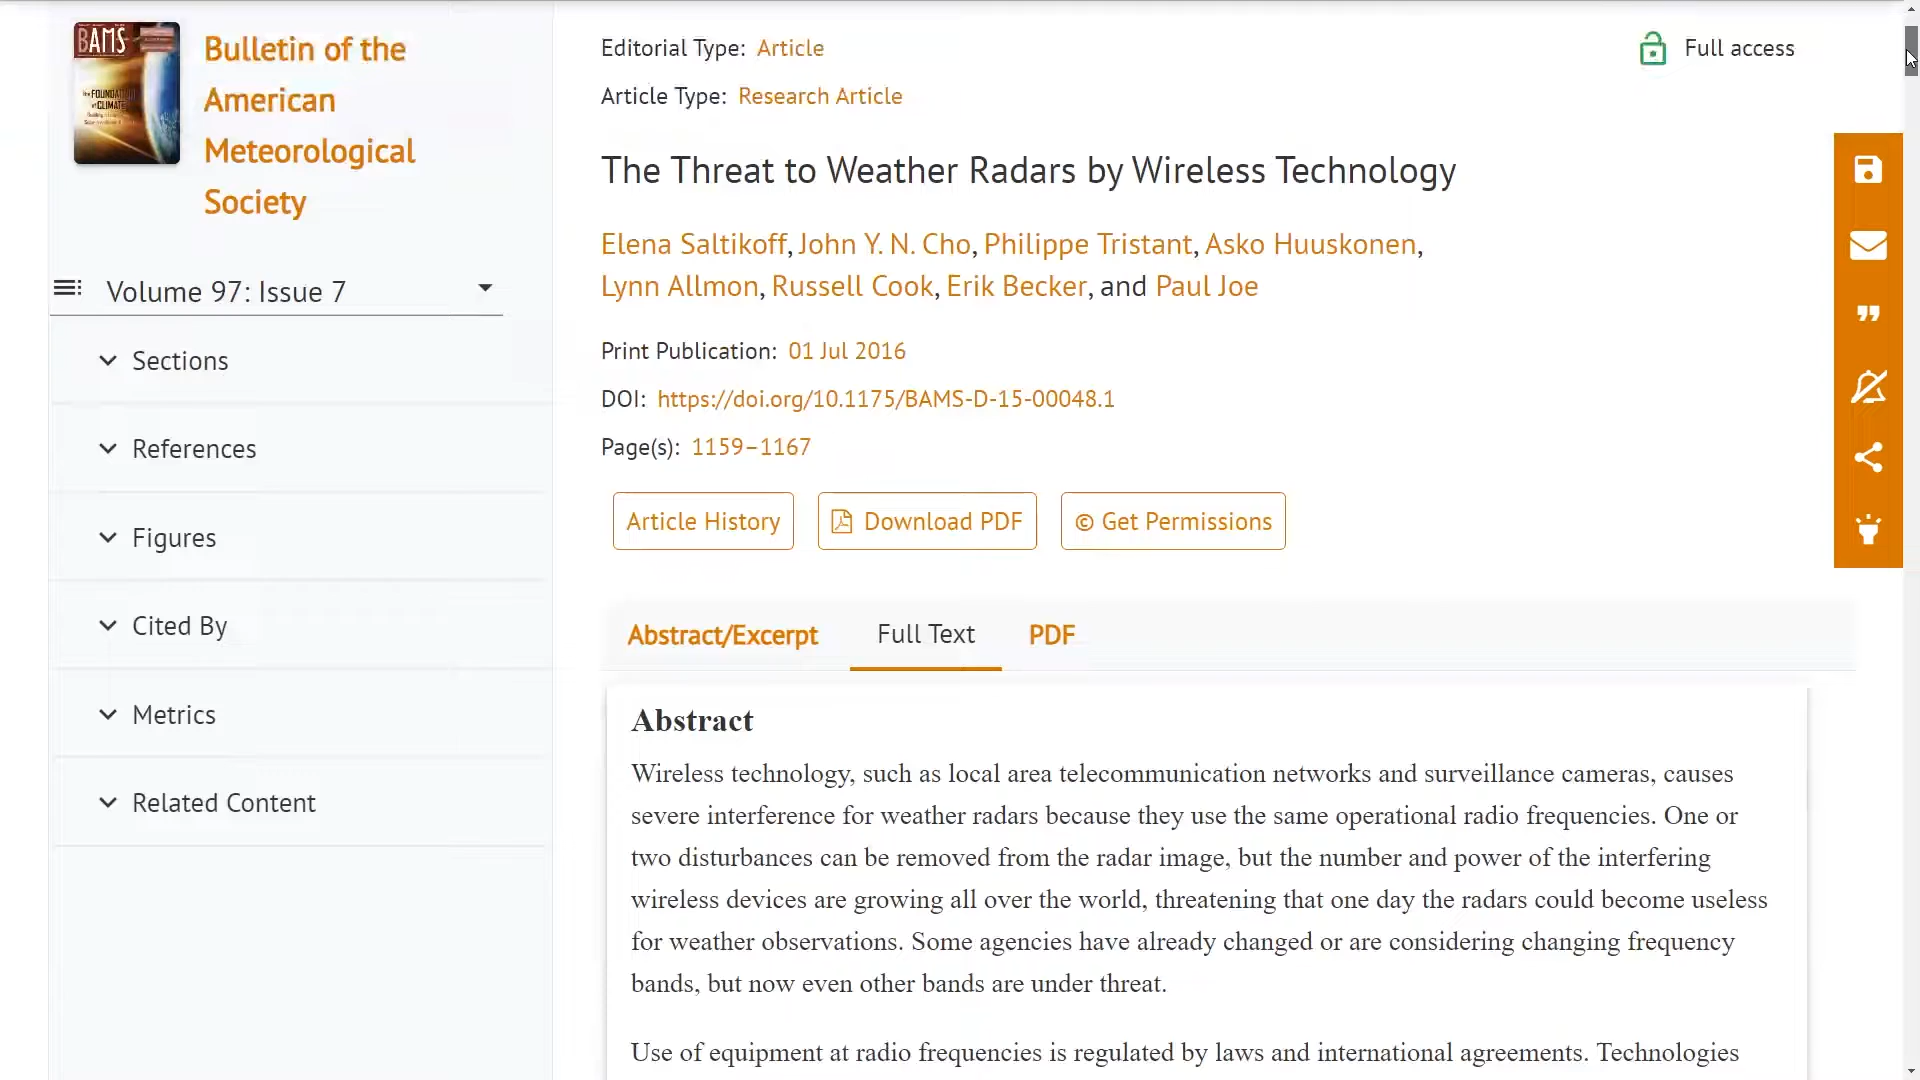 BAMS
Bulletin of the
American
Meteorological
Society
Volume 97: Issue 7
Sections
References
Figures
Cited By
Metrics
Related Content
Editorial Type: Article
Full access
Article Type: Research Article
The Threat to Weather Radars by Wireless Technology
Elena Saltikoff, John Y. N. Cho, Philippe Tristant, Asko Huuskonen,
Lynn Allmon, Russell Cook, Erik Becker, and Paul Joe
Print Publication: 01 Jul 2016
DOI: https://doi.org/10.1175/BAMS-D-15-00048.1
Page(s): 1159–1167
Article History
Download PDF
© Get Permissions
Abstract/Excerpt
Full Text
PDF
Abstract
Wireless technology, such as local area telecommunication networks and surveillance cameras, causes
severe interference for weather radars because they use the same operational radio frequencies. One or
two disturbances can be removed from the radar image, but the number and power of the interfering
wireless devices are growing all over the world, threatening that one day the radars could become useless
for weather observations. Some agencies have already changed or are considering changing frequency
bands, but now even other bands are under threat.
Use of equipment at radio frequencies is regulated by laws and international agreements. Technologies